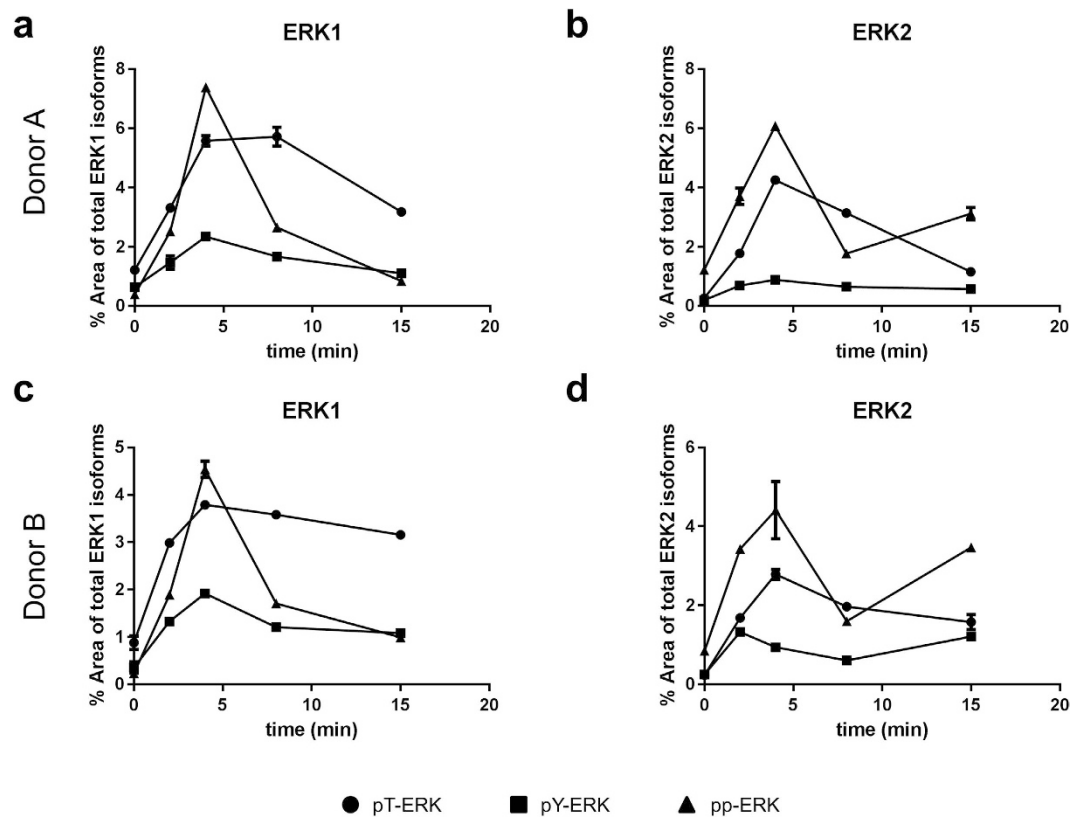 a
ERK1
Donor A
% Area of total ERK1 isoforms
8
6
4
2
0
0 5 10 15 20
time (min)
b
ERK2
% Area of total ERK2 isoforms
8
6
4
2
0
0 5 10 15 20
time (min)
c
ERK1
Donor B
% Area of total ERK1 isoforms
5
4
3
2
1
0
0 5 10 15 20
time (min)
d
ERK2
% Area of total ERK2 isoforms
6
4
2
0
0 5 10 15 20
time (min)
pT-ERK pY-ERK pp-ERK